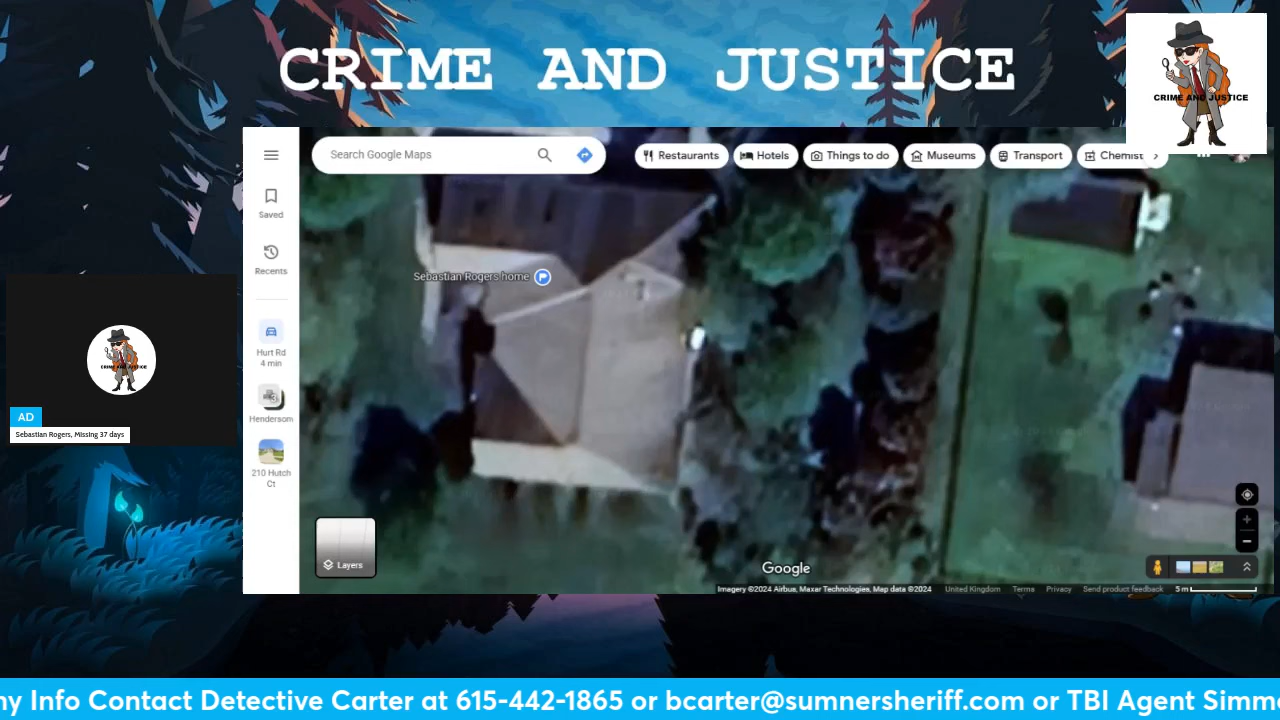 CRIME AND JUSTICE
CRIME AND JUSTICE
Search Google Maps
Restaurants
Hotels
Things to do
Museums
Transport
Chemist
Saved
Recents
Sebastian Rogers home
Hurt Rd
4 min
Henderson
210 Hutch
Ct
CRIME AND JUSTICE
AD
Sebastian Rogers, Missing 37 days
Layers
Google
Imagery ©2024 Airbus, Maxar Technologies, Map data ©2024 United Kingdom Terms Privacy Send product feedback 5 m
ny Info Contact Detective Carter at 615-442-1865 or bcarter@sumnersheriff.com or TBI Agent Simm